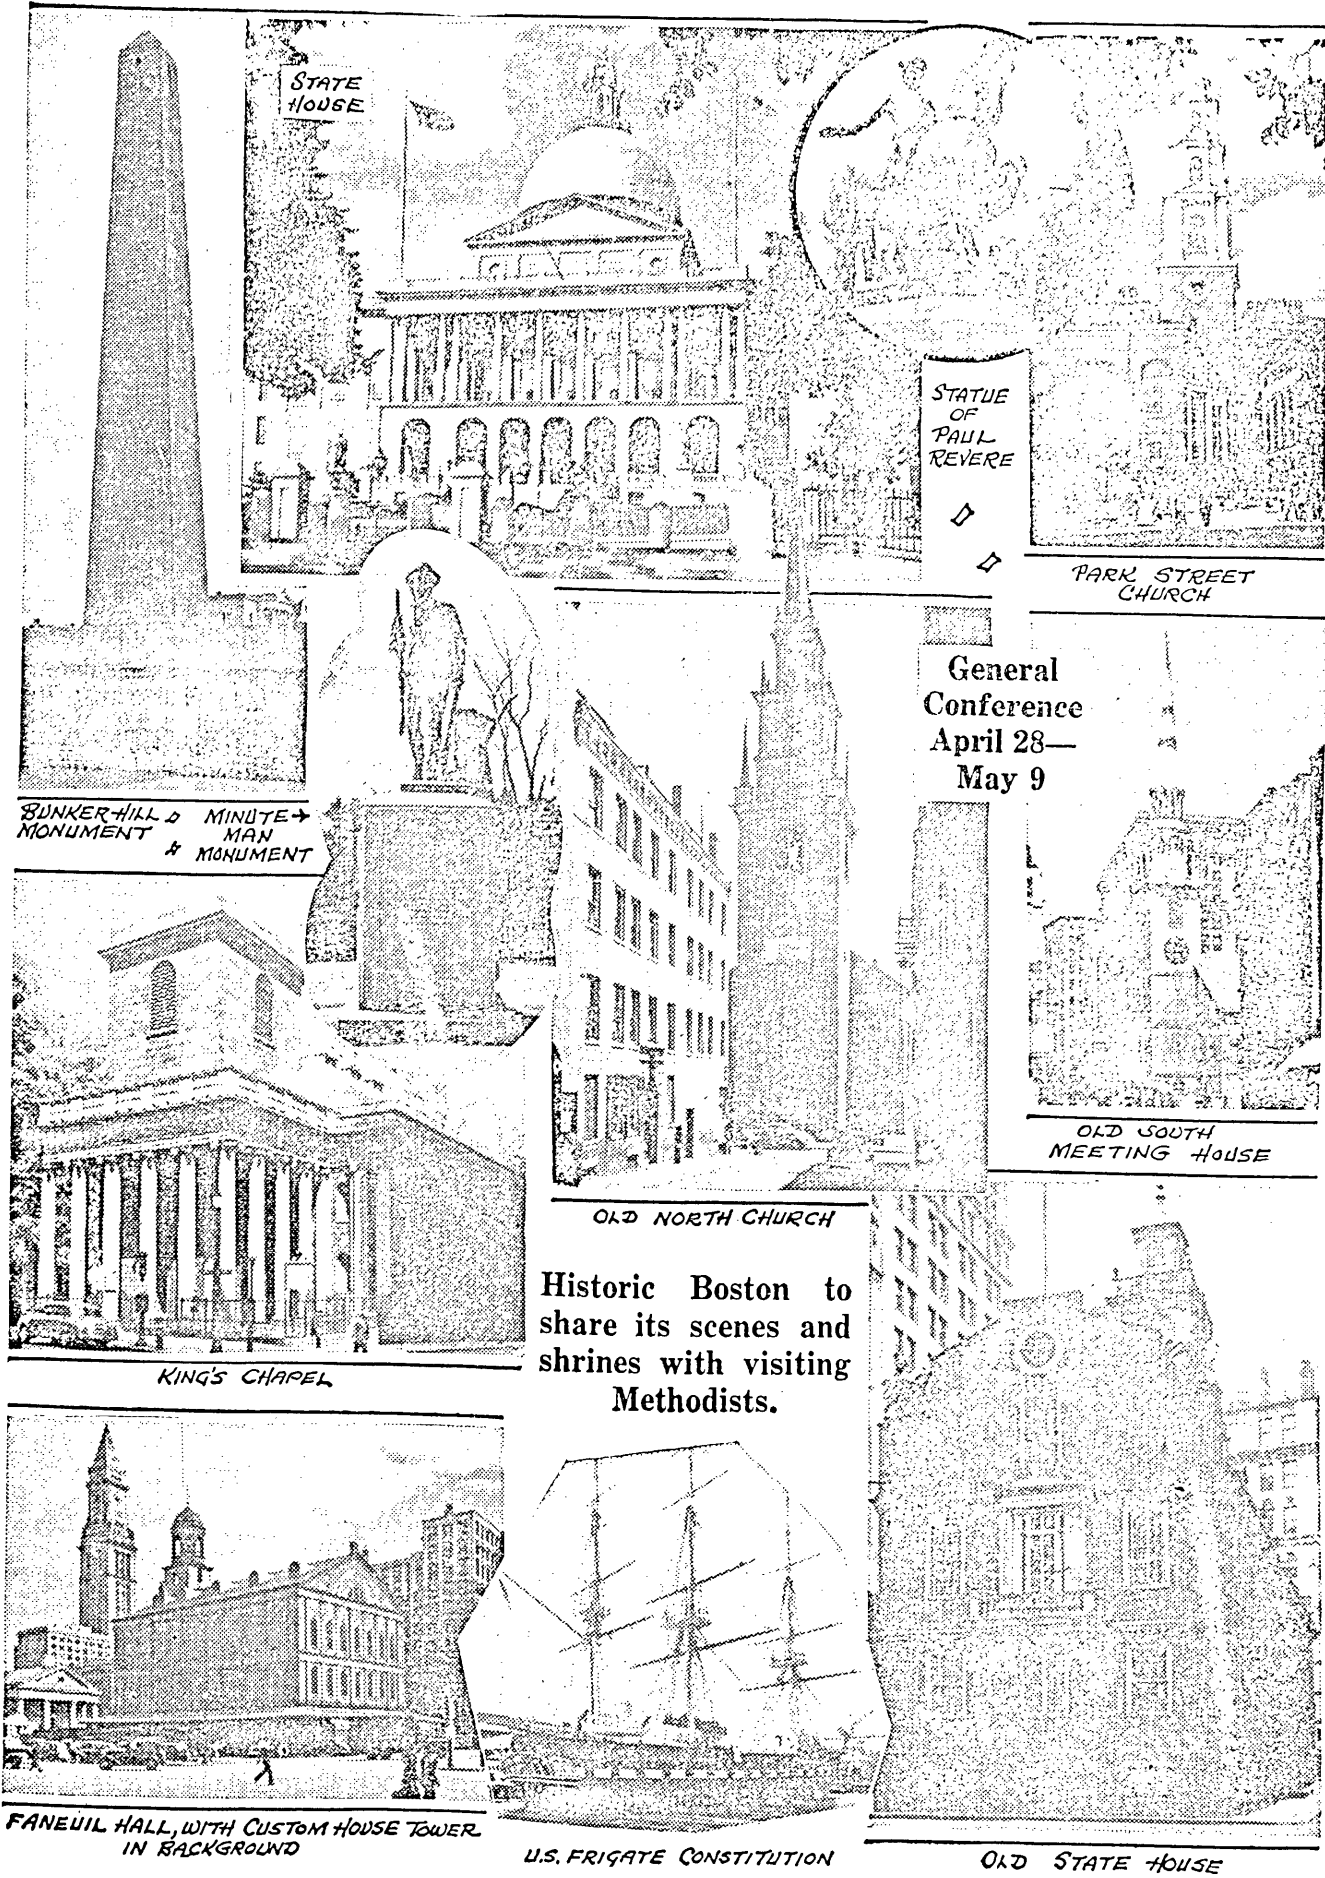 STATE
HOUSE
STATUE
OF
PAUL
REVERE
PARK STREET
CHURCH
General
Conference
April 28—
May 9
BUNKER HILL
MONUMENT
MINUTE
MAN
MONUMENT
OLD SOUTH
MEETING HOUSE
OLD NORTH CHURCH
Historic Boston to
share its scenes and
shrines with visiting
Methodists.
KING'S CHAPEL
FANEUIL HALL, WITH CUSTOM HOUSE TOWER
IN BACKGROUND
U.S. FRIGATE CONSTITUTION
OLD STATE HOUSE